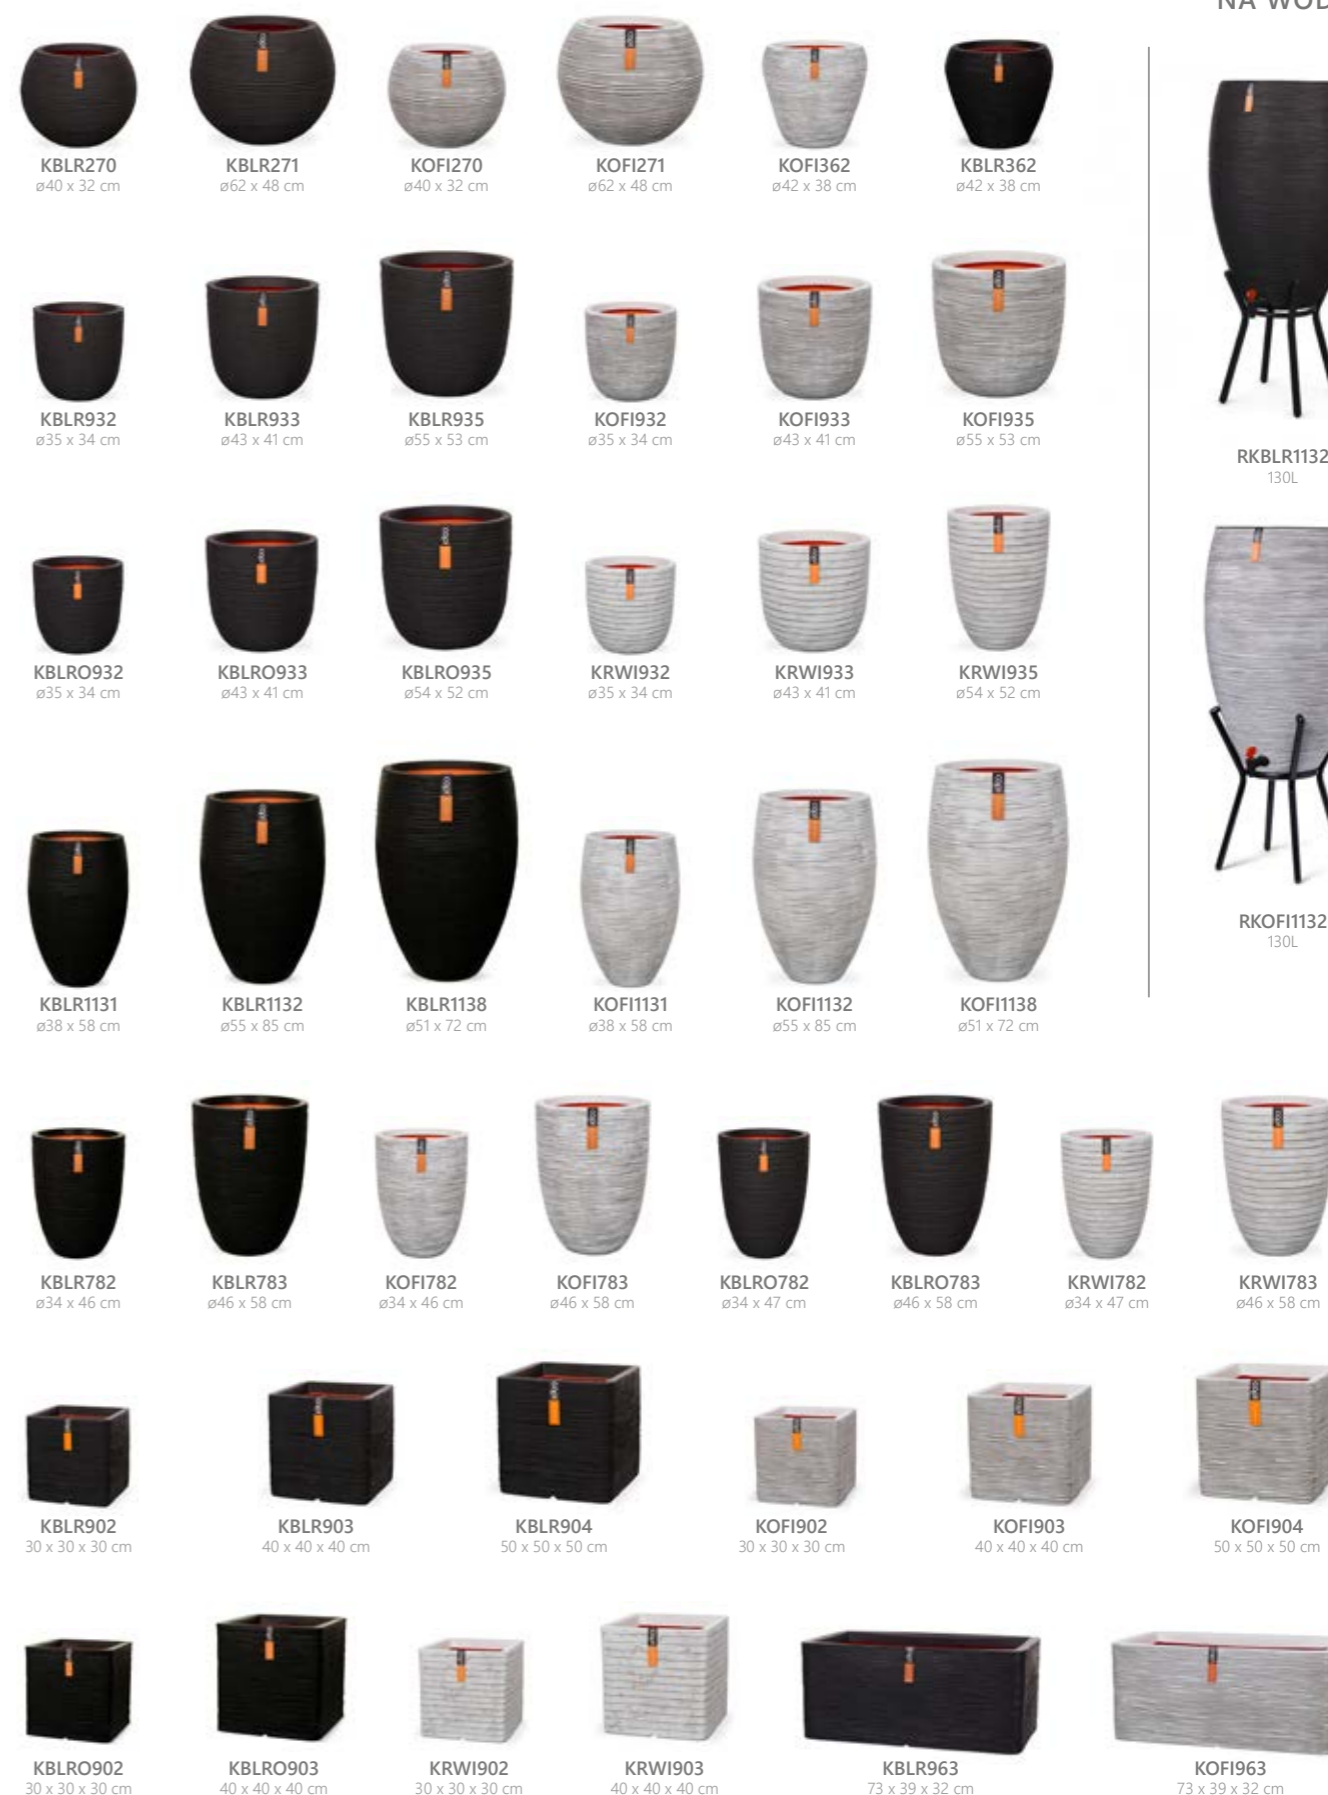 NA WOD
KBLR270 KBLR271 KOFI270 KOFI271 KOFI362 KBLR362
ø40 x 32 cm ø62 x 48 cm ø40 x 32 cm ø62 x 48 cm ø42 x 38 cm ø42 x 38 cm
KBLR932 KBLR933 KBLR935 KOFI932 KOFI933 KOFI935
ø35 x 34 cm ø43 x 41 cm ø55 x 53 cm ø35 x 34 cm ø43 x 41 cm ø55 x 53 cm
RKBLR1132
130L
KBLRO932 KBLRO933 KBLRO935 KRWI932 KRWI933 KRWI935
ø35 x 34 cm ø43 x 41 cm ø54 x 52 cm ø35 x 34 cm ø43 x 41 cm ø54 x 52 cm
RKOFI1132
130L
KBLR1131 KBLR1132 KBLR1138 KOFI1131 KOFI1132 KOFI1138
ø38 x 58 cm ø55 x 85 cm ø51 x 72 cm ø38 x 58 cm ø55 x 85 cm ø51 x 72 cm
KBLR782 KBLR783 KOFI782 KOFI783 KBLRO782 KBLRO783 KRWI782 KRWI783
ø34 x 46 cm ø46 x 58 cm ø34 x 46 cm ø46 x 58 cm ø34 x 47 cm ø46 x 58 cm ø34 x 47 cm ø46 x 58 cm
KBLR902 KBLR903 KBLR904 KOFI902 KOFI903 KOFI904
30 x 30 x 30 cm 40 x 40 x 40 cm 50 x 50 x 50 cm 30 x 30 x 30 cm 40 x 40 x 40 cm 50 x 50 x 50 cm
KBLRO902 KBLRO903 KRWI902 KRWI903 KBLR963 KOFI963
30 x 30 x 30 cm 40 x 40 x 40 cm 30 x 30 x 30 cm 40 x 40 x 40 cm 73 x 39 x 32 cm 73 x 39 x 32 cm